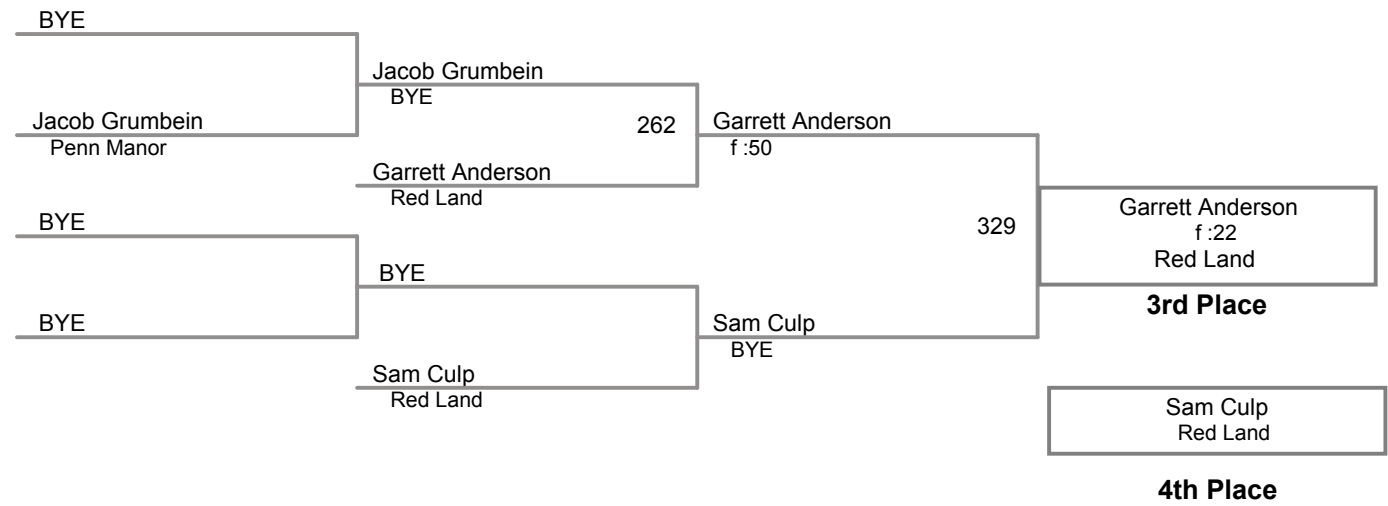 BYE
Jacob Grumbein
BYE
Jacob Grumbein
Penn Manor
262
Garrett Anderson
f :50
Garrett Anderson
Red Land
BYE
329
Garrett Anderson
f :22
Red Land
3rd Place
BYE
BYE
Sam Culp
BYE
Sam Culp
Red Land
Sam Culp
Red Land
4th Place